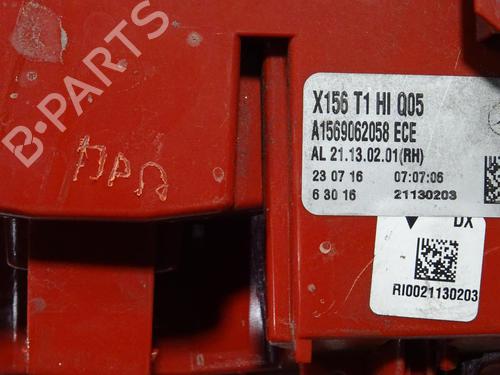 B-PARTS
X156 T1 HI Q05
A1569062058 ECE
AL 21.13.02.01(RH)
23 07 16 07:07:06
6 30 16 21130203
DX
RI0021130203